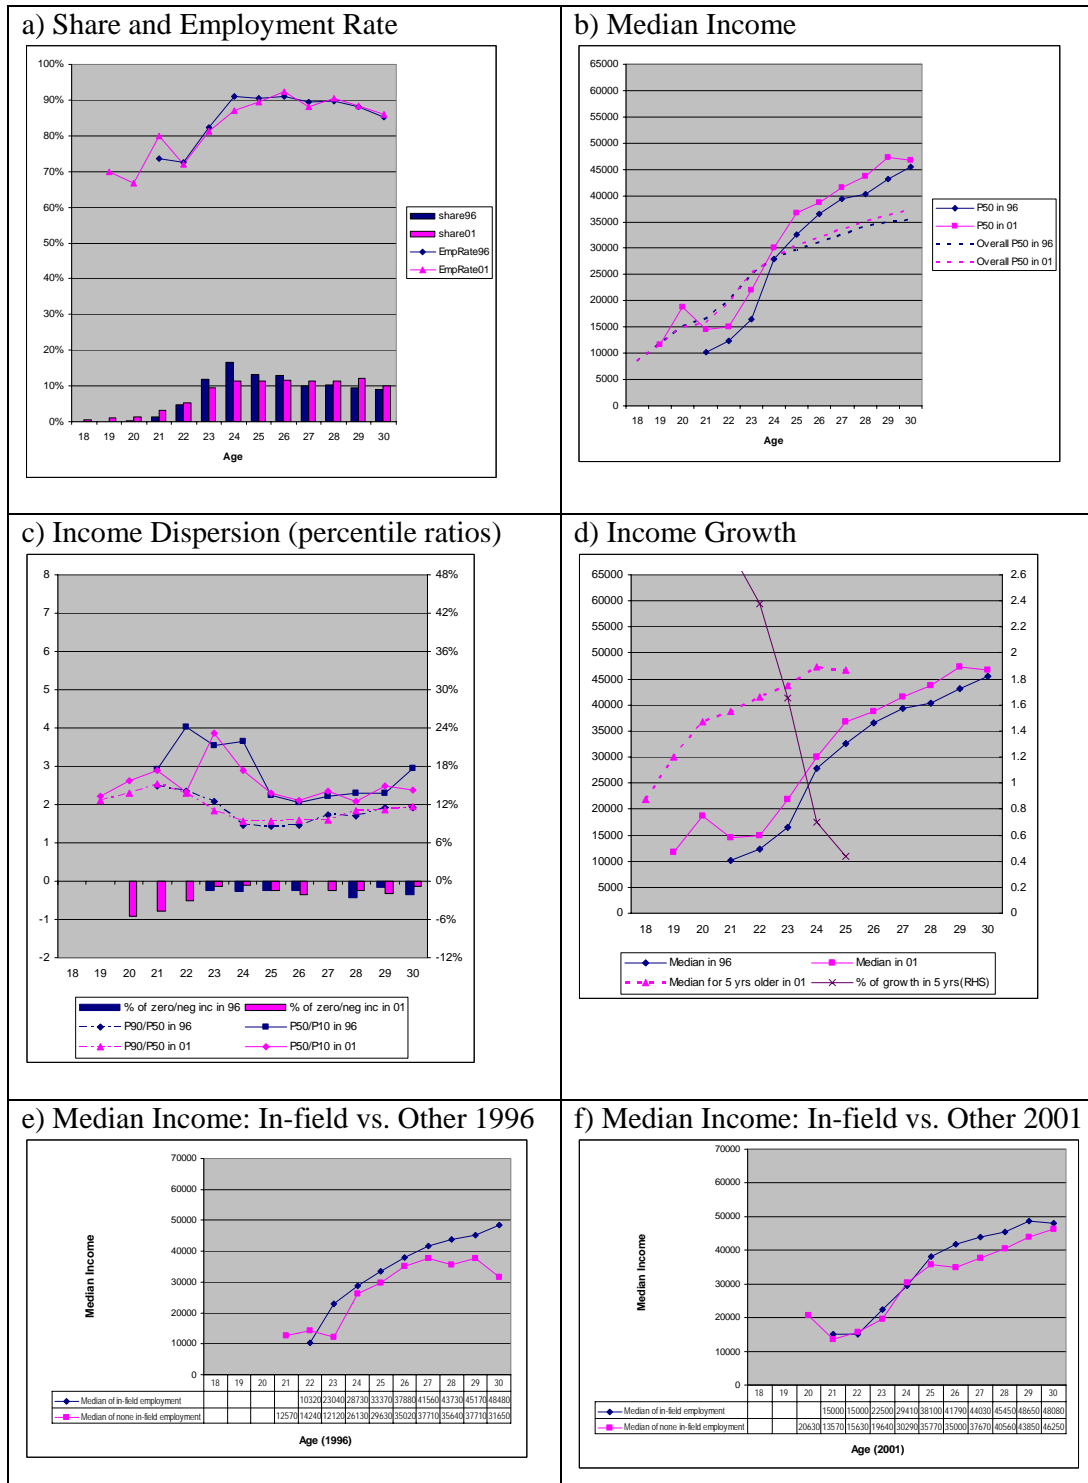 a) Share and Employment Rate
100%
90%
80%
70%
60%
50%
40%
30%
20%
10%
0%
18 19 20 21 22 23 24 25 26 27 28 29 30
Age
share96
share01
EmpRate96
EmpRate01
b) Median Income
65000
60000
55000
50000
45000
40000
35000
30000
25000
20000
15000
10000
5000
0
18 19 20 21 22 23 24 25 26 27 28 29 30
Age
P50 in 96
P50 in 01
Overall P50 in 96
Overall P50 in 01
c) Income Dispersion (percentile ratios)
8 48%
7 42%
6 36%
5 30%
4 24%
3 18%
2 12%
1 6%
0 0%
-1 -6%
-2 -12%
18 19 20 21 22 23 24 25 26 27 28 29 30
% of zero/neg inc in 96 % of zero/neg inc in 01
P90/P50 in 96 P50/P10 in 96
P90/P50 in 01 P50/P10 in 01
d) Income Growth
65000 2.6
60000 2.4
55000 2.2
50000 2
45000 1.8
40000 1.6
35000 1.4
30000 1.2
25000 1
20000 0.8
15000 0.6
10000 0.4
5000 0.2
0 0
18 19 20 21 22 23 24 25 26 27 28 29 30
Median in 96 Median in 01
Median for 5 yrs older in 01 % of growth in 5 yrs(RHS)
e) Median Income: In-field vs. Other 1996
Median Income
70000
60000
50000
40000
30000
20000
10000
0
18 19 20 21 22 23 24 25 26 27 28 29 30
Median of in-field employment 10320 23040 28730 33370 37880 41560 43730 45170 48480
Median of none in-field employment 12570 14240 12120 26130 29630 35020 37710 35640 37710 31650
Age (1996)
f) Median Income: In-field vs. Other 2001
Median Income
70000
60000
50000
40000
30000
20000
10000
0
18 19 20 21 22 23 24 25 26 27 28 29 30
Median of in-field employment 15000 15000 22500 29410 38100 41790 44030 45450 48650 48080
Median of none in-field employment 20630 13570 15630 19640 30290 35770 35000 37670 40560 43850 46250
Age (2001)